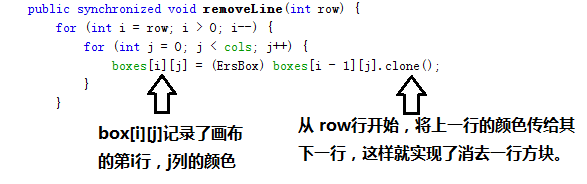 public synchronized void removeLine(int row) {
for (int i = row; i > 0; i--) {
for (int j = 0; j < cols; j++) {
boxes[i][j] = (ErsBox) boxes[i - 1][j].clone();
}
}
box[i][j]记录了画布
的第i行，j列的颜色
从 row行开始，将上一行的颜色传给其
下一行，这样就实现了消去一行方块。